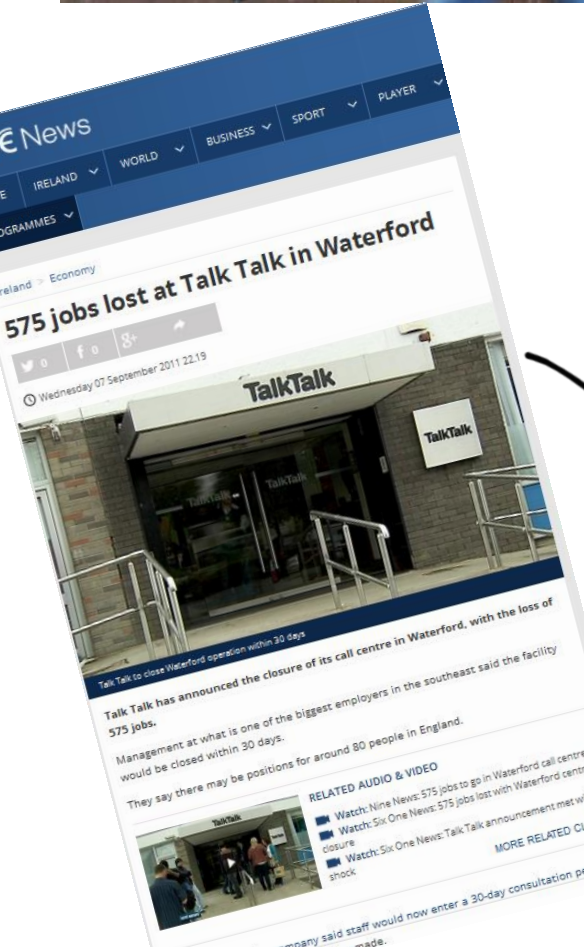 News
IRELAND WORLD BUSINESS SPORT PLAYER
Economy
575 jobs lost at Talk Talk in Waterford
0 0
Wednesday 07 September 2011 22.19
TalkTalk
TalkTalk
TalkTalk TalkTalk
Talk Talk to close Waterford operation within 30 days
Talk Talk has announced the closure of its call centre in Waterford, with the loss of
575 jobs.
Management at what is one of the biggest employers in the southeast said the facility
would be closed within 30 days.
They say there may be positions for around 80 people in England.
RELATED AUDIO & VIDEO
Watch: Nine News: 575 jobs to go in Waterford call centre
Watch: Six One News: 575 jobs lost with Waterford
closure
Watch: Six One News: Talk Talk announcement met
shock
MORE RELATED
TalkTalk
said staff would now enter a 30-day consultation
made.